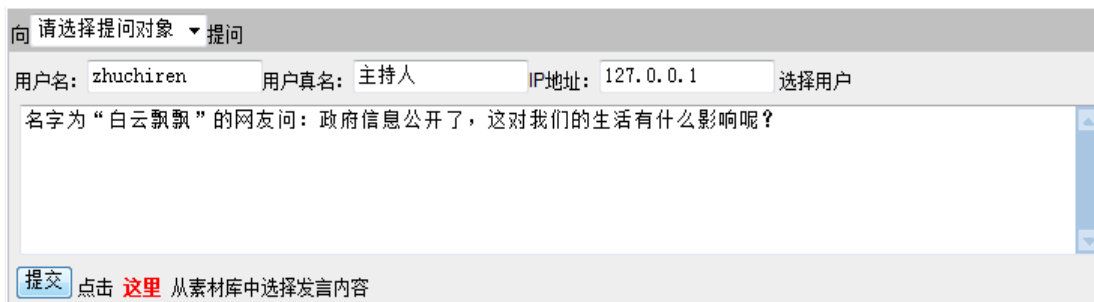 向 请选择提问对象 提问
用户名： zhuchiren 用户真名： 主持人 IP地址： 127.0.0.1 选择用户
名字为“白云飘飘”的网友问：政府信息公开了，这对我们的生活有什么影响呢？
提交 点击 这里 从素材库中选择发言内容